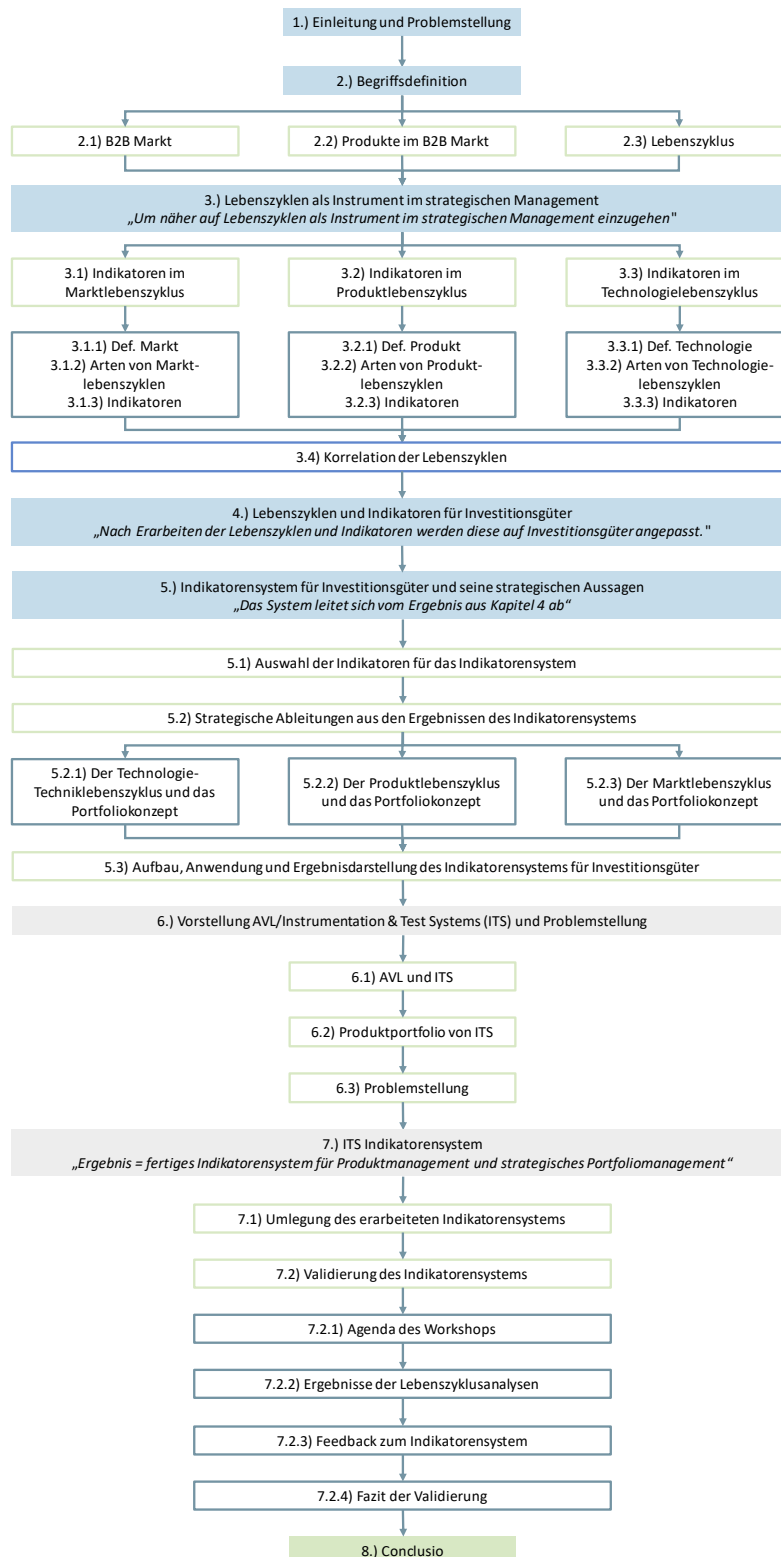 1.) Einleitung und Problemstellung
2.) Begriffsdefinition
2.1) B2B Markt
2.2) Produkte im B2B Markt
2.3) Lebenszyklus
3.) Lebenszyklen als Instrument im strategischen Management
„Um näher auf Lebenszyklen als Instrument im strategischen Management einzugehen"
3.1) Indikatoren im
Marktlebenszyklus
3.2) Indikatoren im
Produktlebenszyklus
3.3) Indikatoren im
Technologielebenszyklus
3.1.1) Def. Markt
3.1.2) Arten von Markt-
lebenszyklen
3.1.3) Indikatoren
3.2.1) Def. Produkt
3.2.2) Arten von Produkt-
lebenszyklen
3.2.3) Indikatoren
3.3.1) Def. Technologie
3.3.2) Arten von Technologie-
lebenszyklen
3.3.3) Indikatoren
3.4) Korrelation der Lebenszyklen
4.) Lebenszyklen und Indikatoren für Investitionsgüter
„Nach Erarbeiten der Lebenszyklen und Indikatoren werden diese auf Investitionsgüter angepasst."
5.) Indikatorensystem für Investitionsgüter und seine strategischen Aussagen
„Das System leitet sich vom Ergebnis aus Kapitel 4 ab“
5.1) Auswahl der Indikatoren für das Indikatorensystem
5.2) Strategische Ableitungen aus den Ergebnissen des Indikatorensystems
5.2.1) Der Technologie-
Techniklebenszyklus und das
Portfoliokonzept
5.2.2) Der Produktlebenszyklus
und das Portfoliokonzept
5.2.3) Der Marktlebenszyklus
und das Portfoliokonzept
5.3) Aufbau, Anwendung und Ergebnisdarstellung des Indikatorensystems für Investitionsgüter
6.) Vorstellung AVL/Instrumentation & Test Systems (ITS) und Problemstellung
6.1) AVL und ITS
6.2) Produktportfolio von ITS
6.3) Problemstellung
7.) ITS Indikatorensystem
„Ergebnis = fertiges Indikatorensystem für Produktmanagement und strategisches Portfoliomanagement“
7.1) Umlegung des erarbeiteten Indikatorensystems
7.2) Validierung des Indikatorensystems
7.2.1) Agenda des Workshops
7.2.2) Ergebnisse der Lebenszyklusanalysen
7.2.3) Feedback zum Indikatorensystem
7.2.4) Fazit der Validierung
8.) Conclusio